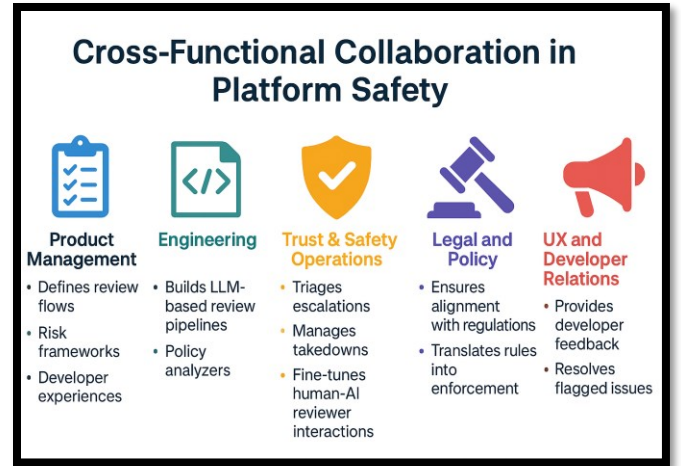 Cross-Functional Collaboration in
Platform Safety
</>
Product
Management
• Defines review
flows
• Risk
frameworks
• Developer
experiences
Engineering
• Builds LLM-
based review
pipelines
• Policy
analyzers
Trust & Safety
Operations
• Triages
escalations
• Manages
takedowns
• Fine-tunes
human-AI
reviewer
interactions
Legal and
Policy
• Ensures
alignment
with regulations
• Translates rules
into
enforcement
UX and
Developer
Relations
• Provides
developer
feedback
• Resolves
flagged issues